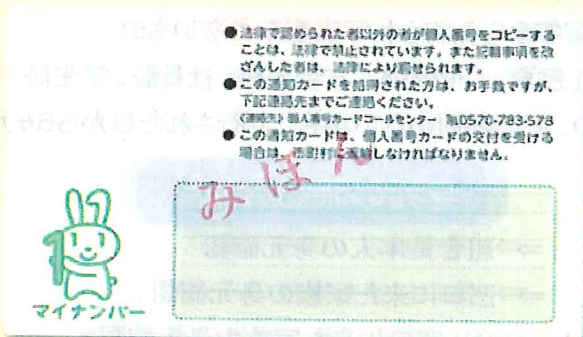 ●法律で認められた者以外の者が個人番号をコピーする
ことは、法律で禁止されています。また記載事項を改
ざんした者は、法律により罰せられます。
●この通知カードを拾得された方は、お手数ですが、
下記連絡先までご連絡ください。
《連絡先》個人番号カードコールセンター ℡0570-783-578
●この通知カードは、個人番号カードの交付を受ける
場合は、市町村に返納しなければなりません。
みほん
マイナンバー